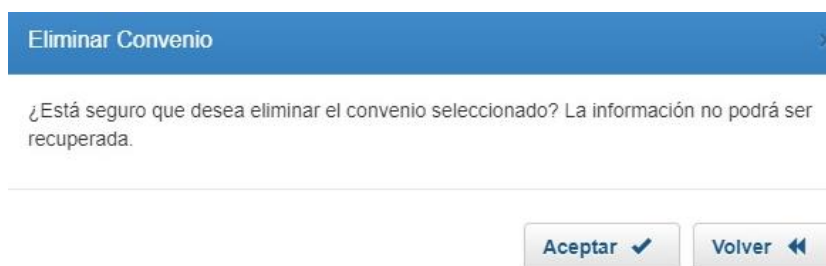 Eliminar Convenio
¿Está seguro que desea eliminar el convenio seleccionado? La información no podrá ser
recuperada.
Aceptar
Volver